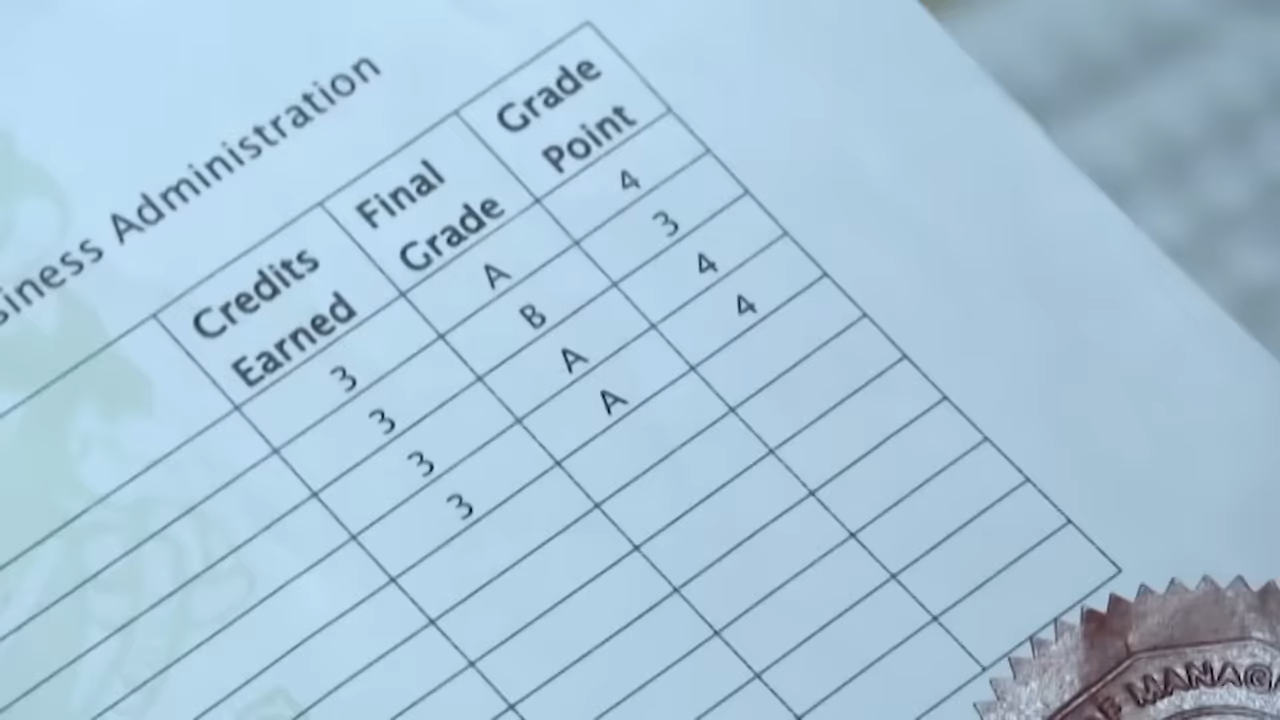 siness Administration
Credits Earned Final Grade Grade Point
3 A 4
3 B 3
3 A 4
3 A 4